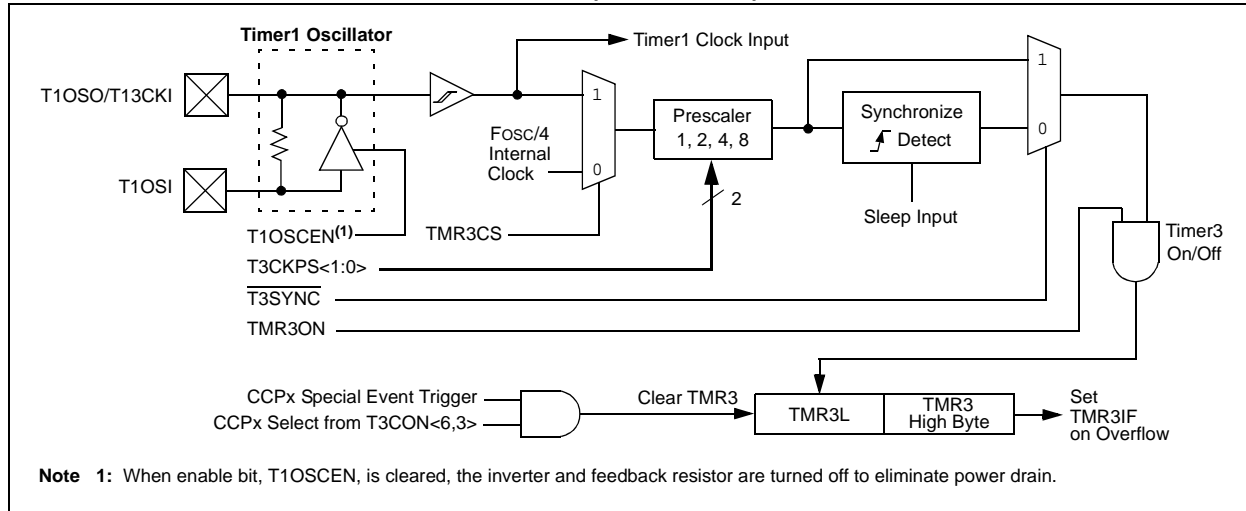 Timer1 Oscillator
Timer1 Clock Input
T1OSO/T13CKI
1
FOSC/4
Internal
Clock
0
Prescaler
1, 2, 4, 8
Synchronize
Detect
1
0
T1OSI
2
Sleep Input
T1OSCEN(1)
TMR3CS
Timer3
On/Off
T3CKPS<1:0>
T3SYNC
TMR3ON
CCPx Special Event Trigger
CCPx Select from T3CON<6,3>
Clear TMR3
TMR3L
TMR3
High Byte
Set
TMR3IF
on Overflow
Note 1: When enable bit, T1OSCEN, is cleared, the inverter and feedback resistor are turned off to eliminate power drain.